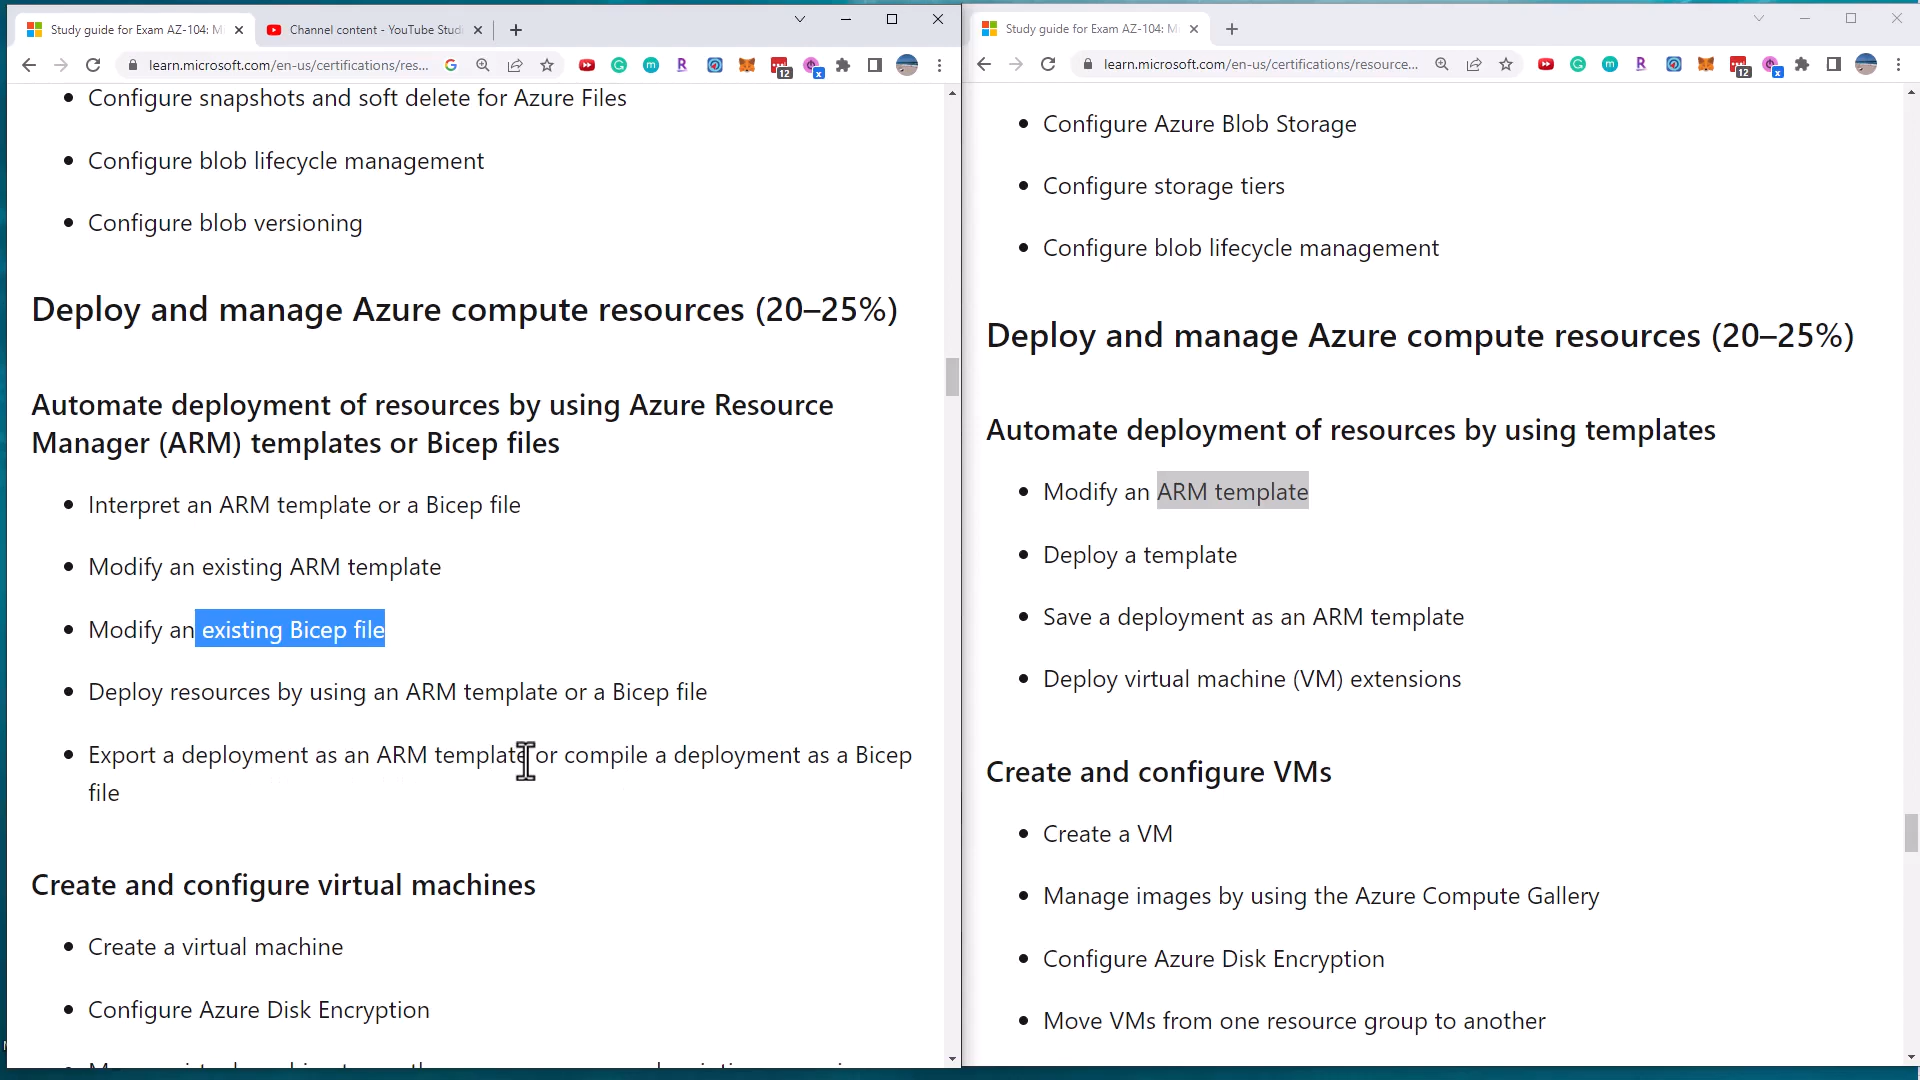 Study guide for Exam AZ-104: Mi
Channel content - YouTube Stud
learn.microsoft.com/en-us/certifications/res...
12
Configure snapshots and soft delete for Azure Files
Configure blob lifecycle management
Configure blob versioning
Deploy and manage Azure compute resources (20–25%)
Automate deployment of resources by using Azure Resource
Manager (ARM) templates or Bicep files
Interpret an ARM template or a Bicep file
Modify an existing ARM template
Modify an existing Bicep file
Deploy resources by using an ARM template or a Bicep file
Export a deployment as an ARM template or compile a deployment as a Bicep
file
Create and configure virtual machines
Create a virtual machine
Configure Azure Disk Encryption
Study guide for Exam AZ-104: Mi
learn.microsoft.com/en-us/certifications/resource...
12
Configure Azure Blob Storage
Configure storage tiers
Configure blob lifecycle management
Deploy and manage Azure compute resources (20–25%)
Automate deployment of resources by using templates
Modify an ARM template
Deploy a template
Save a deployment as an ARM template
Deploy virtual machine (VM) extensions
Create and configure VMs
Create a VM
Manage images by using the Azure Compute Gallery
Configure Azure Disk Encryption
Move VMs from one resource group to another